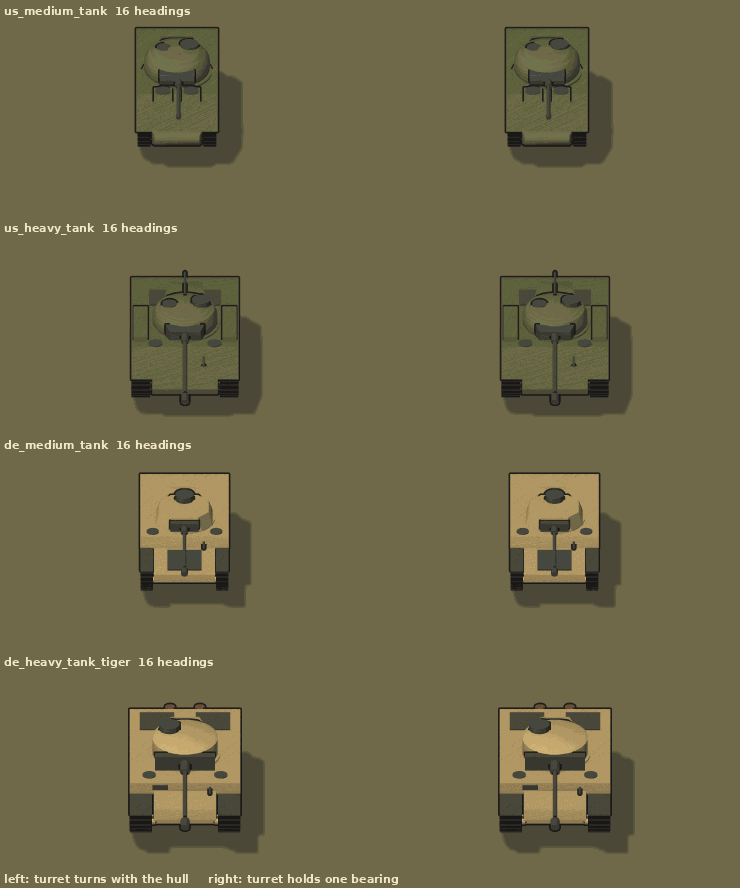 us_medium_tank 16 headings
us_heavy_tank 16 headings
de_medium_tank 16 headings
de_heavy_tank_tiger 16 headings
left: turret turns with the hull right: turret holds one bearing